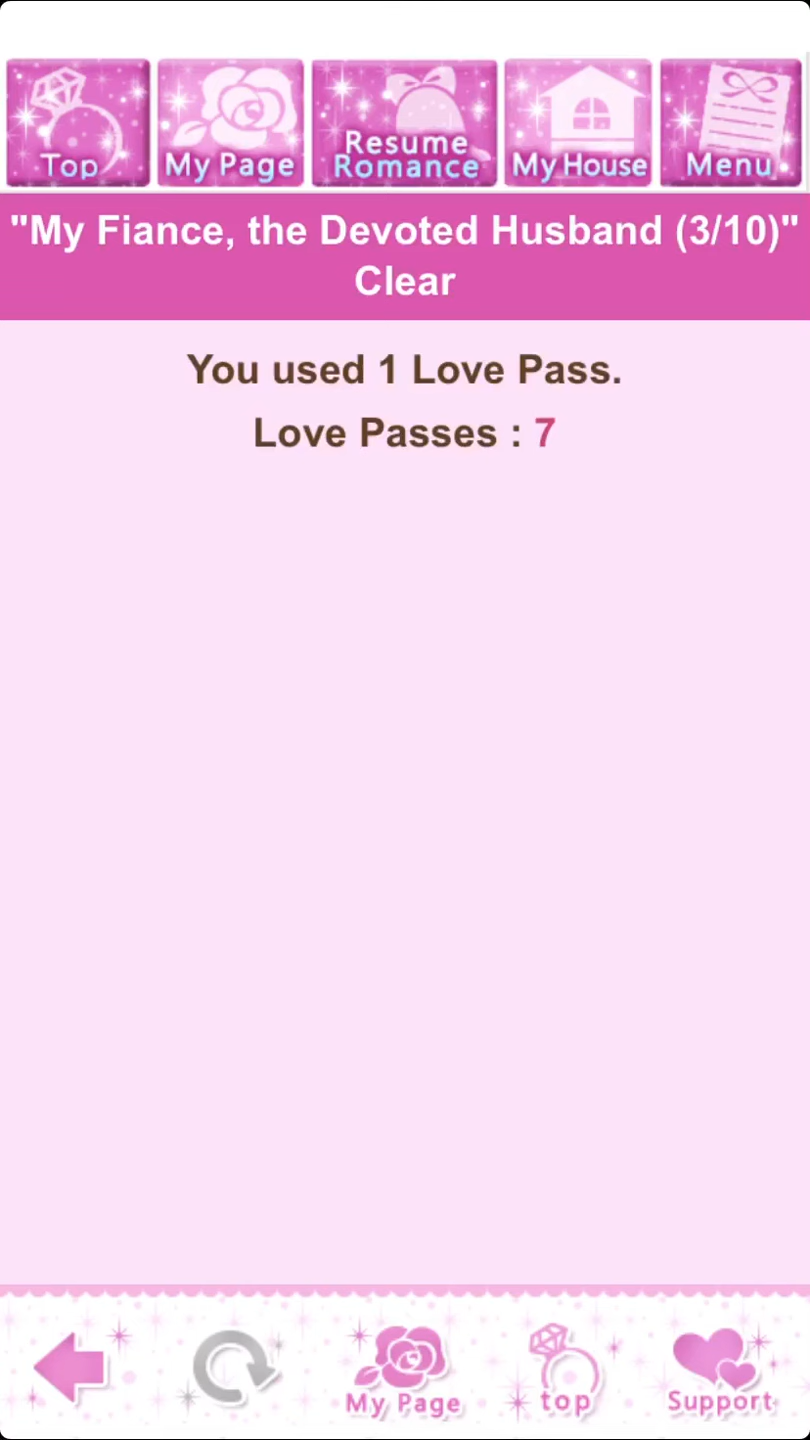 Top
My Page
Resume
Romance
My House
Menu
"My Fiance, the Devoted Husband (3/10)"
Clear
You used 1 Love Pass.
Love Passes : 7
My Page
top
Support